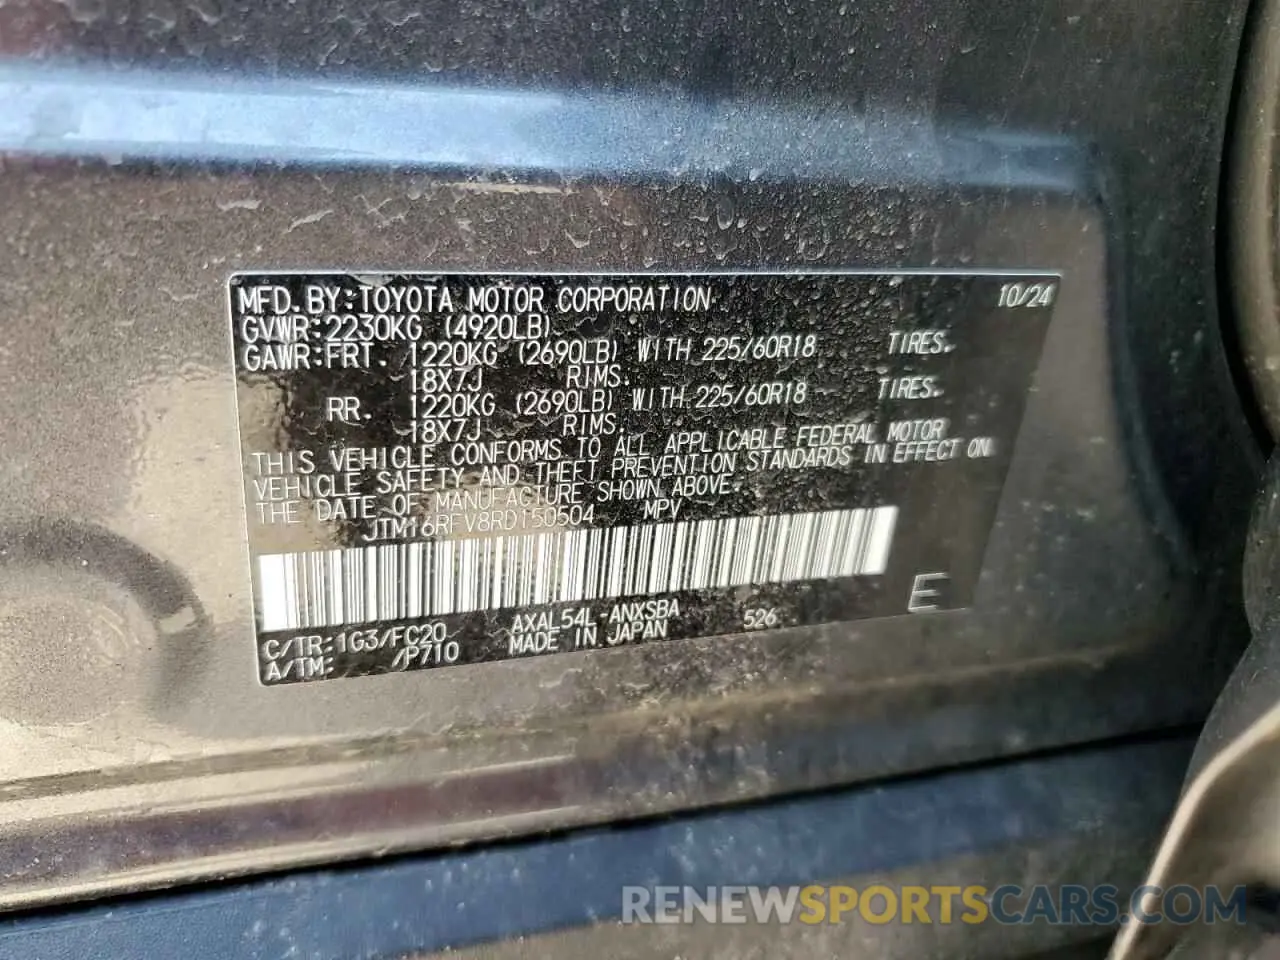 MFD.BY:TOYOTA MOTOR CORPORATION 10/24
GVWR:2230KG (4920LB)
GAWR:FRT. 1220KG (2690LB) WITH 225/60R18 TIRES.
18X7J RIMS.
RR. 1220KG (2690LB) WITH 225/60R18 TIRES.
18X7J RIMS.
THIS VEHICLE CONFORMS TO ALL APPLICABLE FEDERAL MOTOR
VEHICLE SAFETY AND THEFT PREVENTION STANDARDS IN EFFECT ON
THE DATE OF MANUFACTURE SHOWN ABOVE.
JTM16RFV8RD150504 MPV
E
C/TR:1G3/FC20 AXAL54L-ANXSBA 526
A/TM: /P710 MADE IN JAPAN
RENEWSPORTSCARS.COM